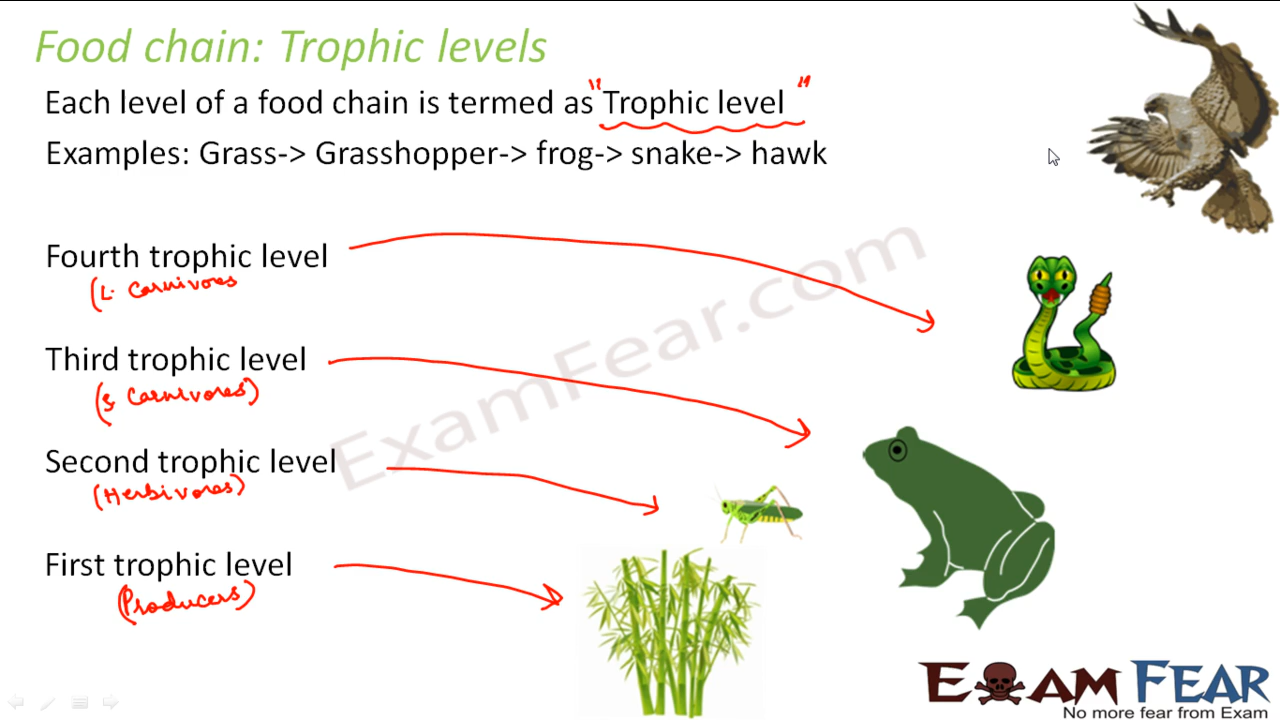 Food chain: Trophic levels
Each level of a food chain is termed as "Trophic level"
Examples: Grass-> Grasshopper-> frog-> snake-> hawk
Fourth trophic level
(L. Carnivores
Third trophic level
(S Carnivores)
Second trophic level
(Herbivores)
First trophic level
(Producers)
ExamFear.com
EXAM FEAR
No more fear from Exam